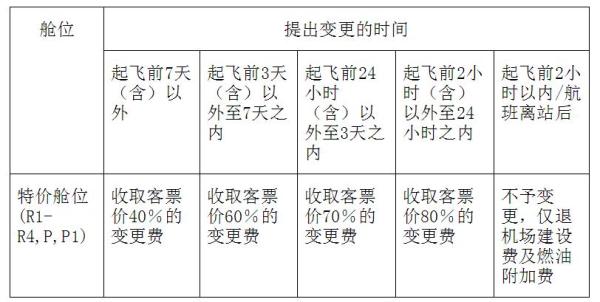 舱位
提出变更的时间
起飞前7天
（含）以
外
起飞前3天
（含）以
外至7天之
内
起飞前24
小时
（含）以
外至3天之
内
起飞前2小
时（含）
以外至24
小时之内
起飞前2小
时以内/航
班离站后
特价舱位
(R1-
R4,P,P1)
收取客票
价40%的
变更费
收取客票
价60%的
变更费
收取客票
价70%的
变更费
收取客票
价80%的
变更费
不予变
更，仅退
机场建设
费及燃油
附加费